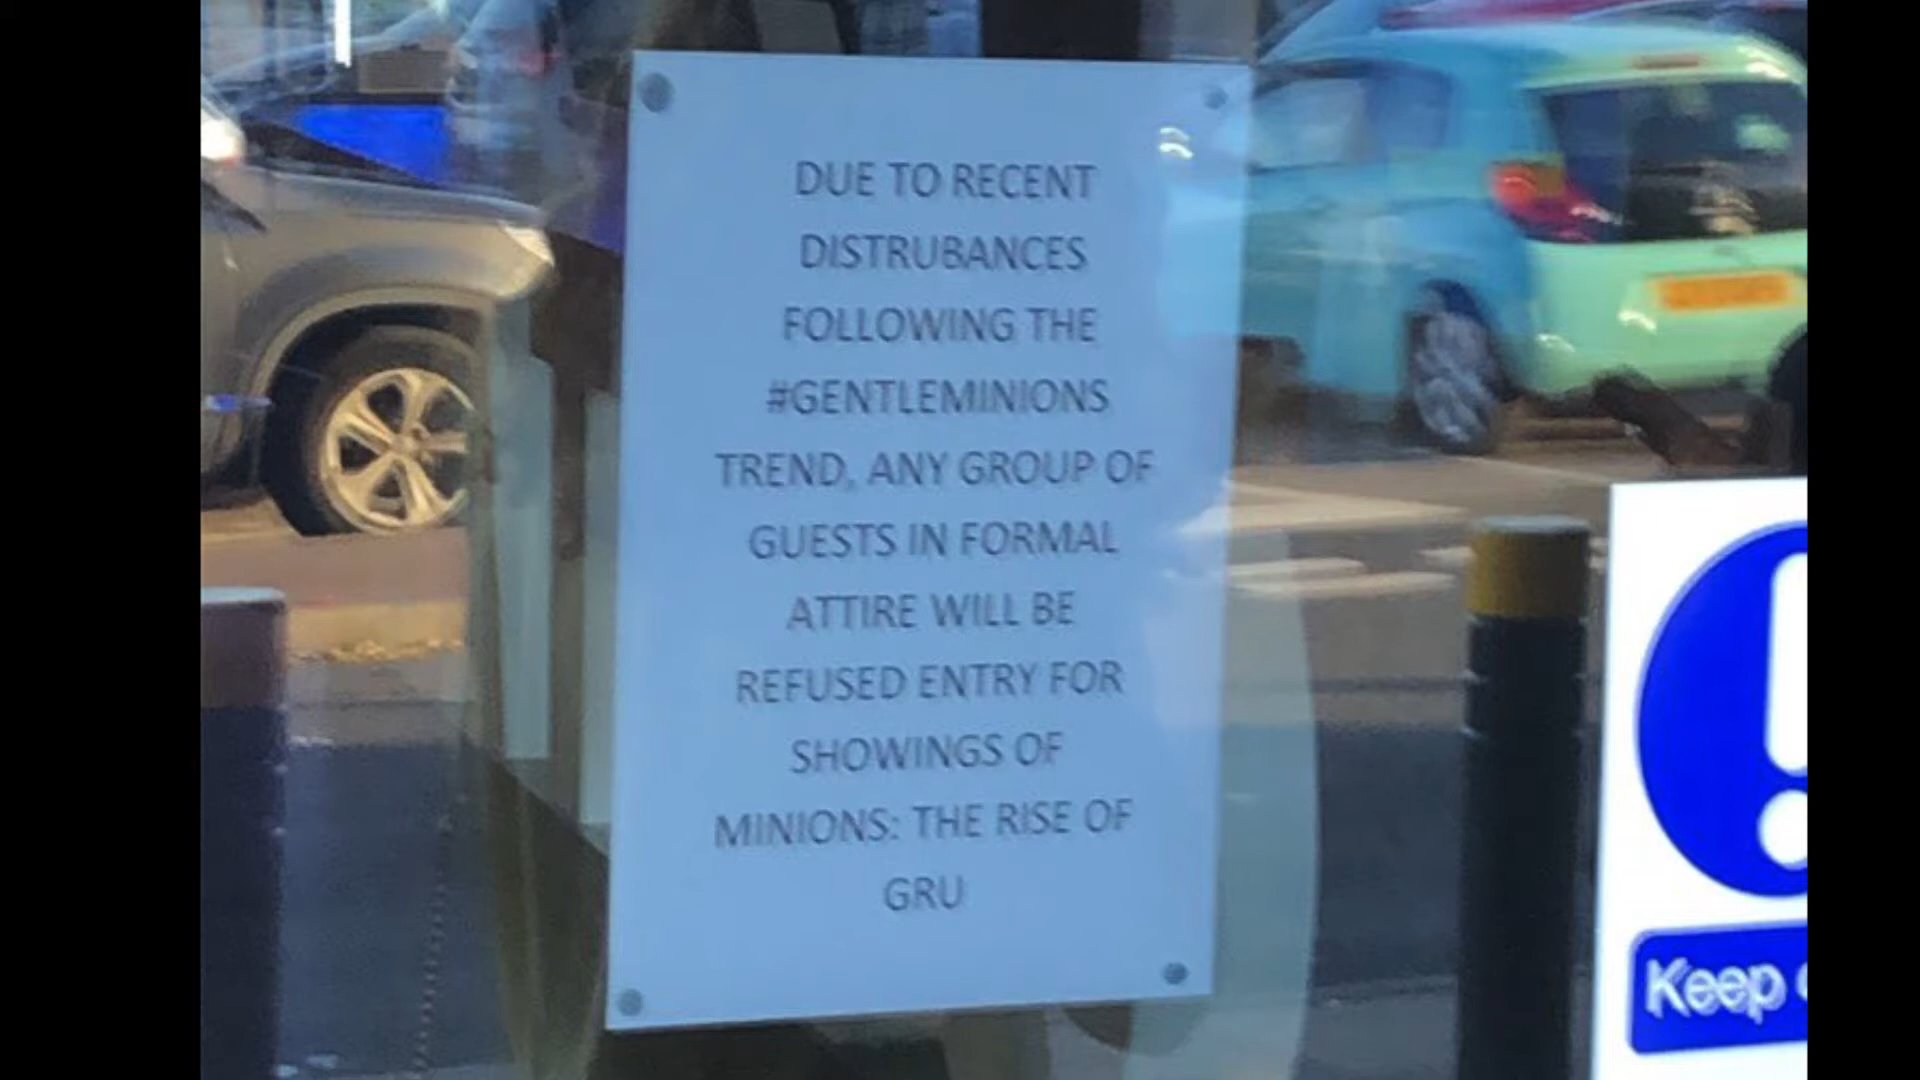 DUE TO RECENT
DISTRUBANCES
FOLLOWING THE
#GENTLEMINIONS
TREND, ANY GROUP OF
GUESTS IN FORMAL
ATTIRE WILL BE
REFUSED ENTRY FOR
SHOWINGS OF
MINIONS: THE RISE OF
GRU
Keep